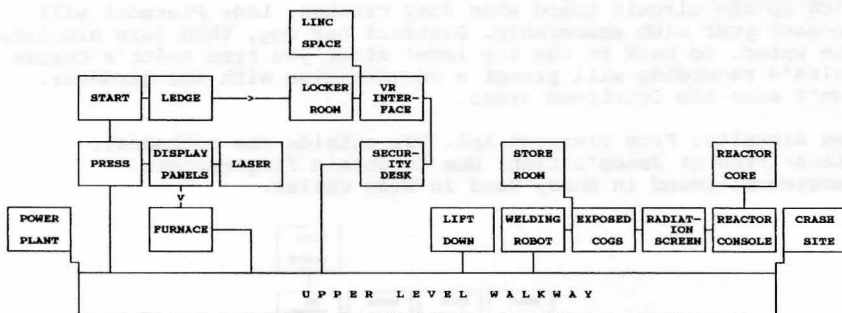 LINC
SPACE
START
LEDGE
>
LOCKER
ROOM
VR
INTER-
FACE
PRESS
DISPLAY
PANELS
LASER
SECUR-
ITY
DESK
STORE
ROOM
REACTOR
CORE
V
POWER
PLANT
FURNACE
LIFT
DOWN
WELDING
ROBOT
EXPOSED
COGS
RADIAT-
ION
SCREEN
REACTOR
CONSOLE
CRASH
SITE
UPPER LEVEL WALKWAY